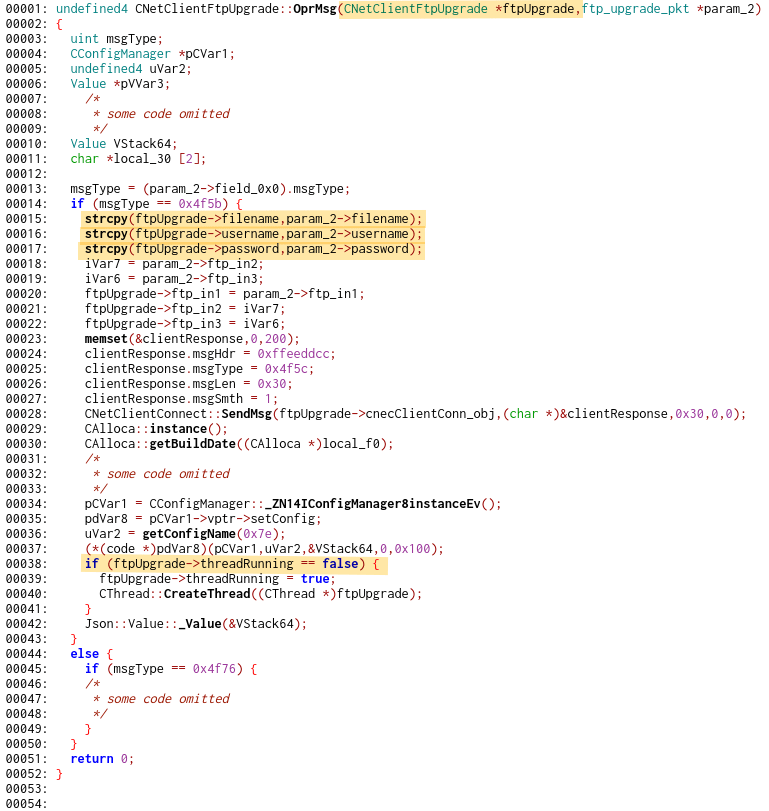 00001: undefined4 CNetClientFtpUpgrade::OprMsg(CNetClientFtpUpgrade *ftpUpgrade,ftp_upgrade_pkt *param_2)
00002: {
00003:   uint msgType;
00004:   CConfigManager *pCVar1;
00005:   undefined4 uVar2;
00006:   Value *pVVar3;
00007:     /*
00008:      * some code omitted
00009:      */
00010:   Value VStack64;
00011:   char *local_30 [2];
00012:
00013:   msgType = (param_2->field_0x0).msgType;
00014:   if (msgType == 0x4f5b) {
00015:     strcpy(ftpUpgrade->filename,param_2->filename);
00016:     strcpy(ftpUpgrade->username,param_2->username);
00017:     strcpy(ftpUpgrade->password,param_2->password);
00018:     iVar7 = param_2->ftp_in2;
00019:     iVar6 = param_2->ftp_in3;
00020:     ftpUpgrade->ftp_in1 = param_2->ftp_in1;
00021:     ftpUpgrade->ftp_in2 = iVar7;
00022:     ftpUpgrade->ftp_in3 = iVar6;
00023:     memset(&clientResponse,0,200);
00024:     clientResponse.msgHdr = 0xffeeddcc;
00025:     clientResponse.msgType = 0x4f5c;
00026:     clientResponse.msgLen = 0x30;
00027:     clientResponse.msgSmth = 1;
00028:     CNetClientConnect::SendMsg(ftpUpgrade->cnecClientConn_obj,(char *)&clientResponse,0x30,0,0);
00029:     CAlloca::instance();
00030:     CAlloca::getBuildDate((CAlloca *)local_f0);
00031:     /*
00032:      * some code omitted
00033:      */
00034:     pCVar1 = CConfigManager::_ZN14IConfigManager8instanceEv();
00035:     pdVar8 = pCVar1->vptr->setConfig;
00036:     uVar2 = getConfigName(0x7e);
00037:     (*(code *)pdVar8)(pCVar1,uVar2,&VStack64,0,0x100);
00038:     if (ftpUpgrade->threadRunning == false) {
00039:       ftpUpgrade->threadRunning = true;
00040:       CThread::CreateThread((CThread *)ftpUpgrade);
00041:     }
00042:     Json::Value::_Value(&VStack64);
00043:   }
00044:   else {
00045:     if (msgType == 0x4f76) {
00046:     /*
00047:      * some code omitted
00048:      */
00049:     }
00050:   }
00051:   return 0;
00052: }
00053:
00054: